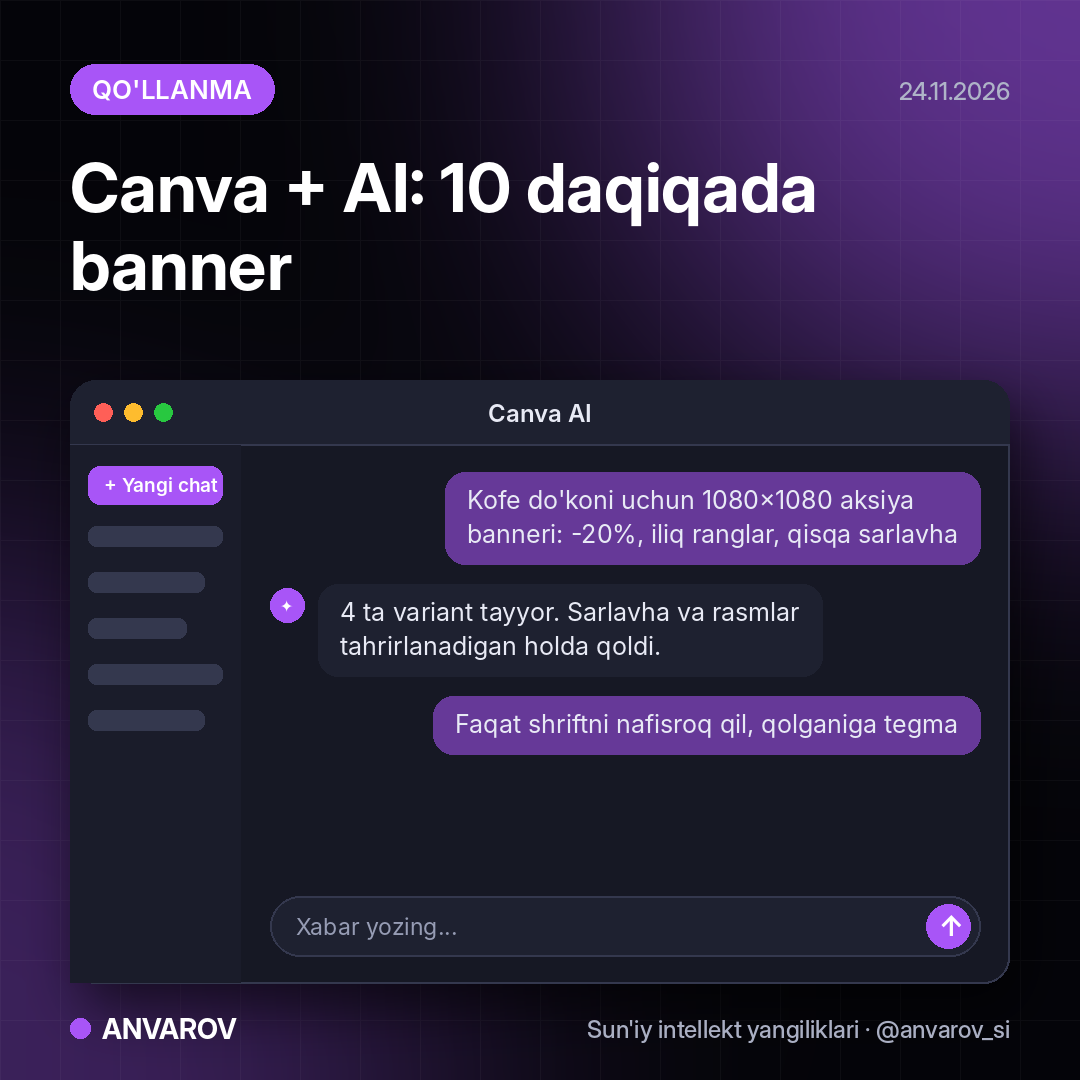 QO'LLANMA
24.11.2026
Canva + AI: 10 daqiqada
banner
Canva AI
+ Yangi chat
Kofe do'koni uchun 1080×1080 aksiya
banneri: -20%, iliq ranglar, qisqa sarlavha
4 ta variant tayyor. Sarlavha va rasmlar
tahrirlanadigan holda qoldi.
Faqat shriftni nafisroq qil, qolganiga tegma
Xabar yozing...
ANVAROV
Sun'iy intellekt yangiliklari · @anvarov_si